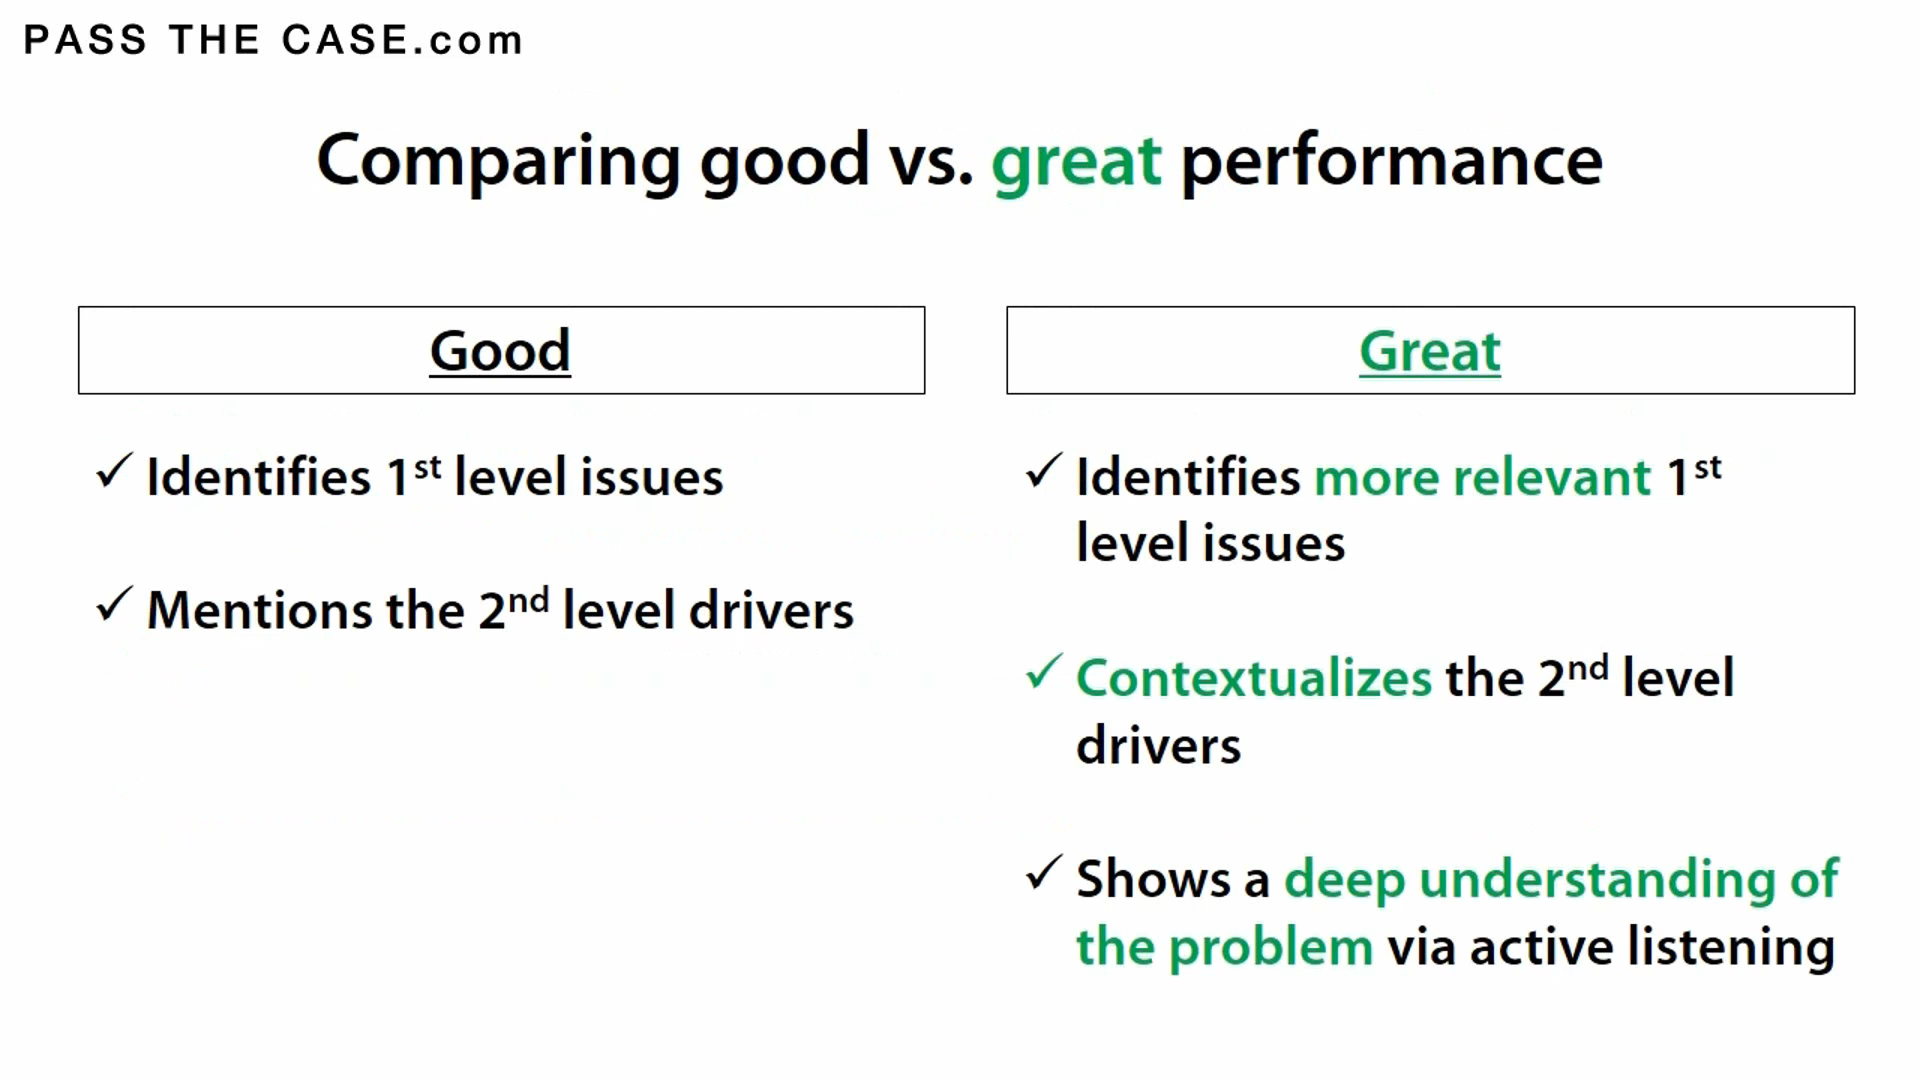 PASS THE CASE.com
Comparing good vs. great performance
Good
✓ Identifies 1st level issues
✓ Mentions the 2nd level drivers
Great
✓ Identifies more relevant 1st
level issues
✓ Contextualizes the 2nd level
drivers
✓ Shows a deep understanding of
the problem via active listening